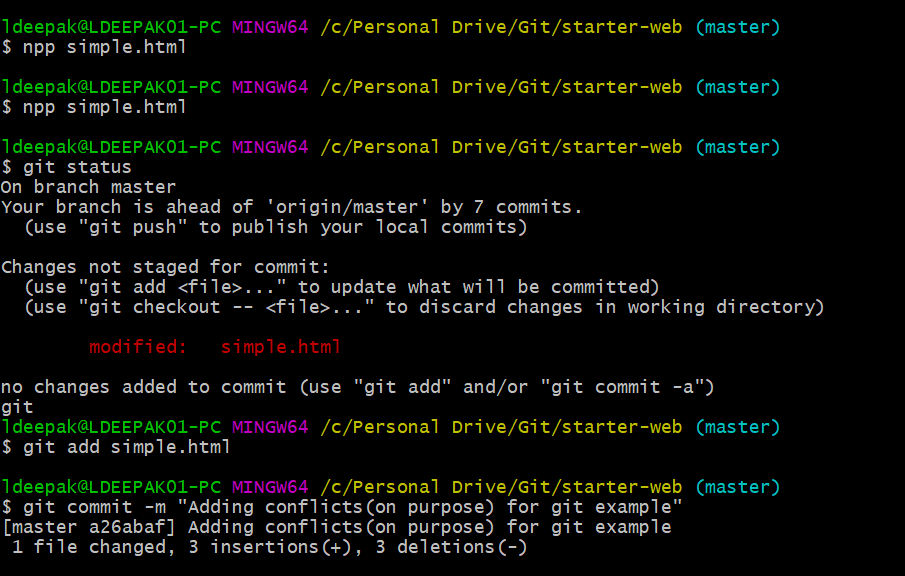 ldeepak@LDEEPAK01-PC MINGW64 /c/Personal Drive/Git/starter-web (master)
$ npp simple.html
ldeepak@LDEEPAK01-PC MINGW64 /c/Personal Drive/Git/starter-web (master)
$ npp simple.html
ldeepak@LDEEPAK01-PC MINGW64 /c/Personal Drive/Git/starter-web (master)
$ git status
On branch master
Your branch is ahead of 'origin/master' by 7 commits.
  (use "git push" to publish your local commits)
Changes not staged for commit:
  (use "git add <file>..." to update what will be committed)
  (use "git checkout -- <file>..." to discard changes in working directory)
        modified:   simple.html
no changes added to commit (use "git add" and/or "git commit -a")
git
ldeepak@LDEEPAK01-PC MINGW64 /c/Personal Drive/Git/starter-web (master)
$ git add simple.html
ldeepak@LDEEPAK01-PC MINGW64 /c/Personal Drive/Git/starter-web (master)
$ git commit -m "Adding conflicts(on purpose) for git example"
[master a26abaf] Adding conflicts(on purpose) for git example
 1 file changed, 3 insertions(+), 3 deletions(-)